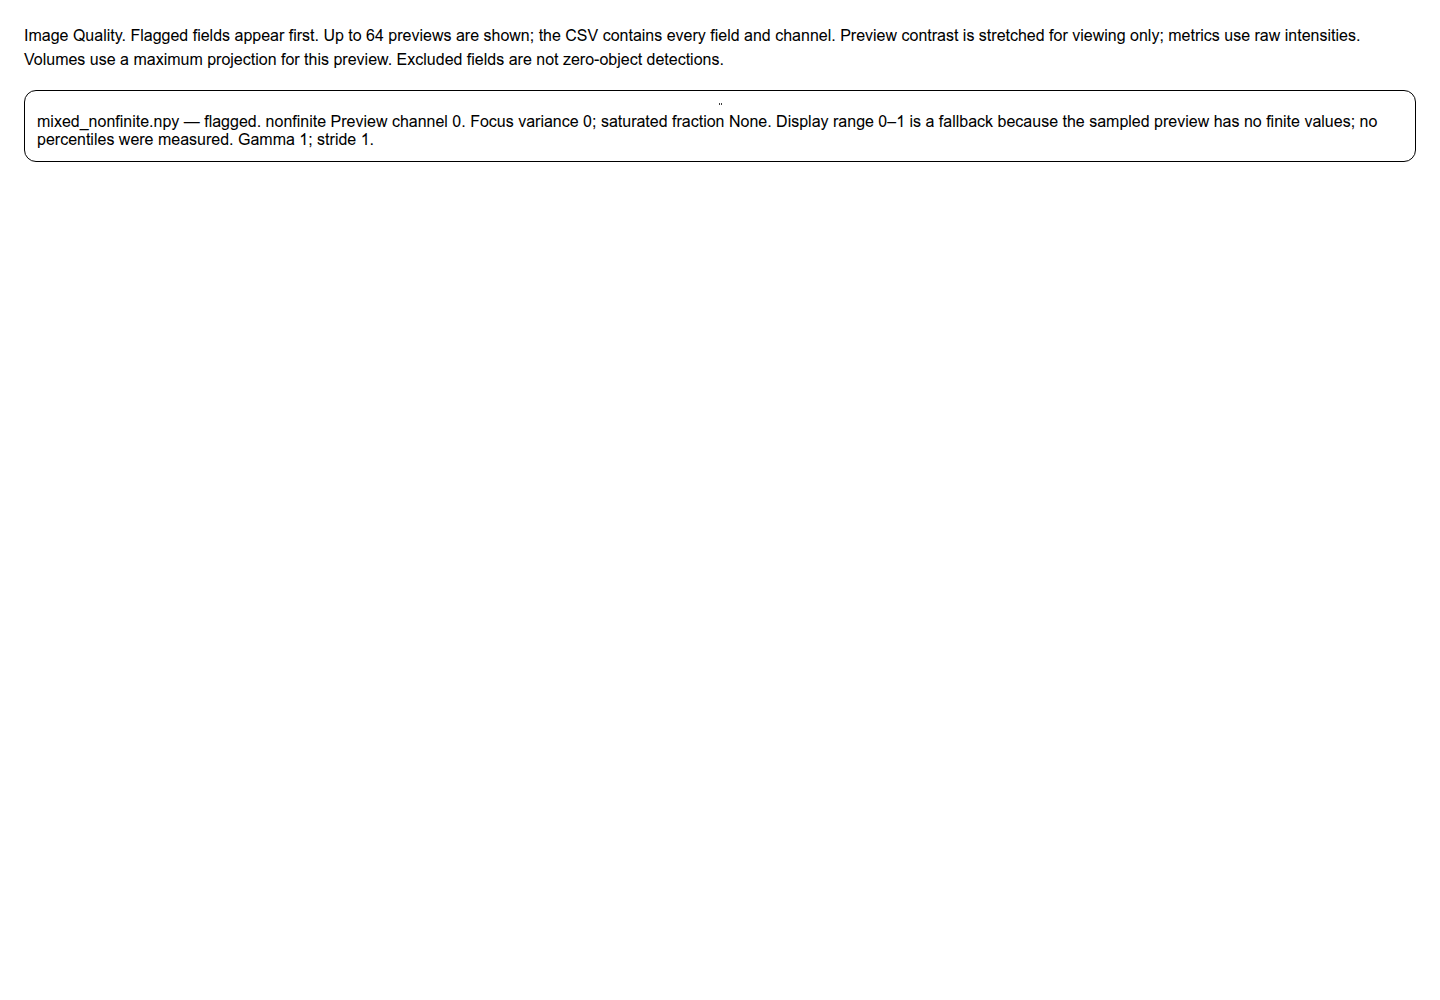 Image Quality. Flagged fields appear first. Up to 64 previews are shown; the CSV contains every field and channel. Preview contrast is stretched for viewing only; metrics use raw intensities.
Volumes use a maximum projection for this preview. Excluded fields are not zero-object detections.
mixed_nonfinite.npy — flagged. nonfinite Preview channel 0. Focus variance 0; saturated fraction None. Display range 0–1 is a fallback because the sampled preview has no finite values; no
percentiles were measured. Gamma 1; stride 1.